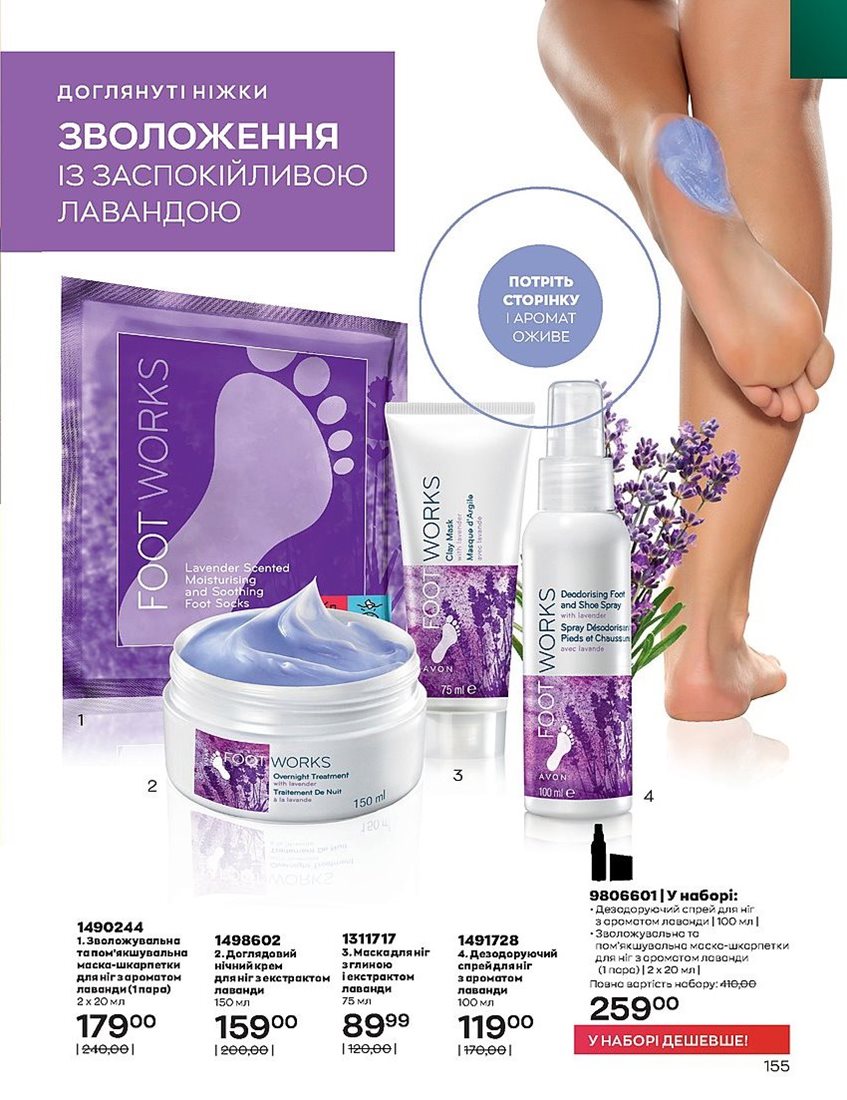 ДОГЛЯНУТІ НІЖКИ
ЗВОЛОЖЕННЯ
ІЗ ЗАСПОКІЙЛИВОЮ
ЛАВАНДОЮ
ПОТРІТЬ
СТОРІНКУ
І АРОМАТ
ОЖИВЕ
FOOT WORKS
Lavender Scented
Moisturising
and Soothing
Foot Socks
1
FOOT WORKS
Overnight Treatment
with lavender
Traitement De Nuit
à la lavande
150 ml
2
FOOT WORKS
Clay Mask
with lavender
Masque d'Argile
avec lavande
AVON
75 ml e
3
FOOT WORKS
Deodorising Foot
and Shoe Spray
with lavender
Spray Désodorisan
Pieds et Chaussur
avec lavande
AVON
100 ml e
4
1490244
1. Зволожувальна
та пом'якшувальна
маска-шкарпетки
для ніг з ароматом
лаванди (1 пара)
2 x 20 мл
17900
| 240,00 |
1498602
2. Доглядовий
нічний крем
для ніг з екстрактом
лаванди
150 мл
15900
| 200,00 |
1311717
3. Маска для ніг
з глиною
і екстрактом
лаванди
75 мл
8999
| 120,00 |
1491728
4. Дезодоруючий
спрей для ніг
з ароматом
лаванди
100 мл
11900
| 170,00 |
9806601 | У наборі:
• Дезодоруючий спрей для ніг
з ароматом лаванди | 100 мл |
• Зволожувальна та
пом'якшувальна маска-шкарпетки
для ніг з ароматом лаванди
(1 пара) | 2 x 20 мл |
Повна вартість набору: 410,00
25900
У НАБОРІ ДЕШЕВШЕ!
155